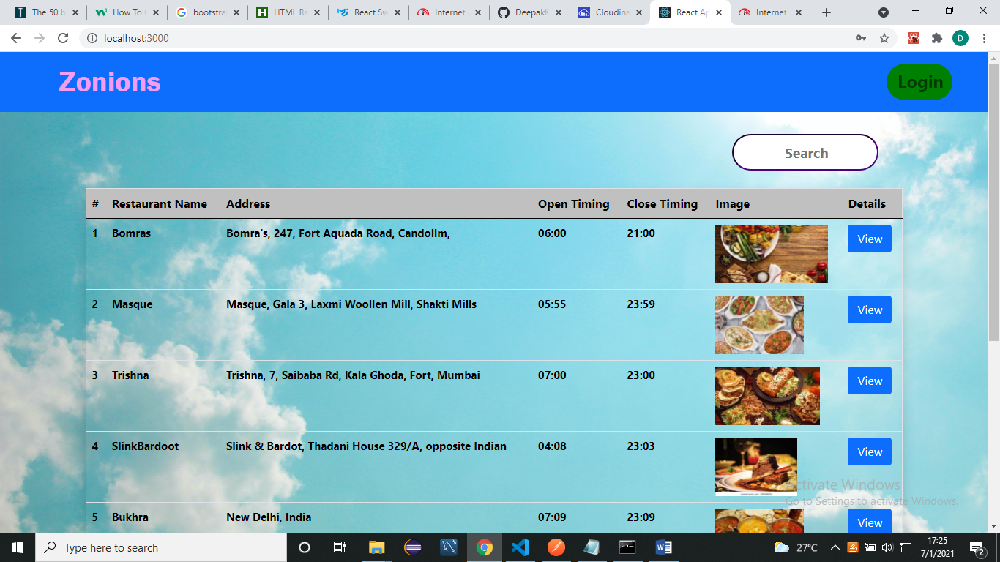 The 50 b
How To
bootstra
HTML Ra
React Sw
Internet
DeepakK
Cloudina
React Ap
Internet
localhost:3000
D
Zonions
Login
Search
# Restaurant Name Address Open Timing Close Timing Image Details
1 Bomras Bomra's, 247, Fort Aquada Road, Candolim, 06:00 21:00 View
2 Masque Masque, Gala 3, Laxmi Woollen Mill, Shakti Mills 05:55 23:59 View
3 Trishna Trishna, 7, Saibaba Rd, Kala Ghoda, Fort, Mumbai 07:00 23:00 View
4 SlinkBardoot Slink & Bardot, Thadani House 329/A, opposite Indian 04:08 23:03 View
Activate Windows
Go to Settings to activate Windows.
5 Bukhra New Delhi, India 07:09 23:09 View
Type here to search
27°C
17:25
7/1/2021
2